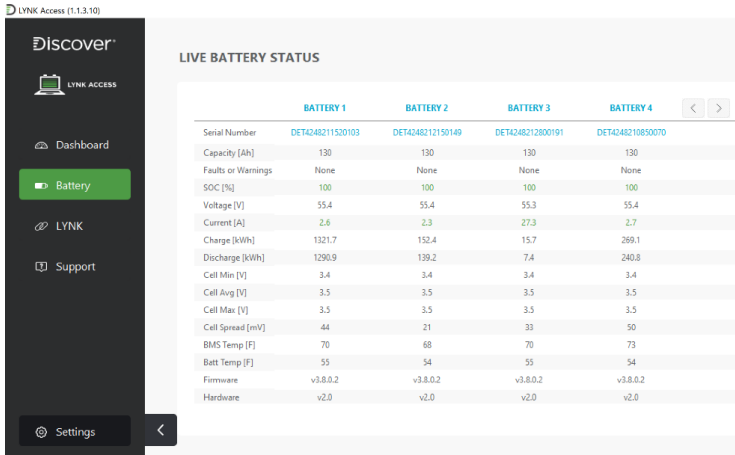 LYNK Access (1.1.3.10)
Discover
LYNK ACCESS
Dashboard
Battery
LYNK
Support
Settings
LIVE BATTERY STATUS
BATTERY 1 BATTERY 2 BATTERY 3 BATTERY 4
Serial Number DET4248211520103 DET4248212150149 DET4248212800191 DET4248210850070
Capacity [Ah] 130 130 130 130
Faults or Warnings None None None None
SOC [%] 100 100 100 100
Voltage [V] 55.4 55.4 55.3 55.4
Current [A] 2.6 2.3 27.3 2.7
Charge [kWh] 1321.7 152.4 15.7 269.1
Discharge [kWh] 1290.9 139.2 7.4 240.8
Cell Min [V] 3.4 3.4 3.4 3.4
Cell Avg [V] 3.5 3.5 3.5 3.5
Cell Max [V] 3.5 3.5 3.5 3.5
Cell Spread [mV] 44 21 33 50
BMS Temp [F] 70 68 70 73
Batt Temp [F] 55 54 55 54
Firmware v3.8.0.2 v3.8.0.2 v3.8.0.2 v3.8.0.2
Hardware v2.0 v2.0 v2.0 v2.0